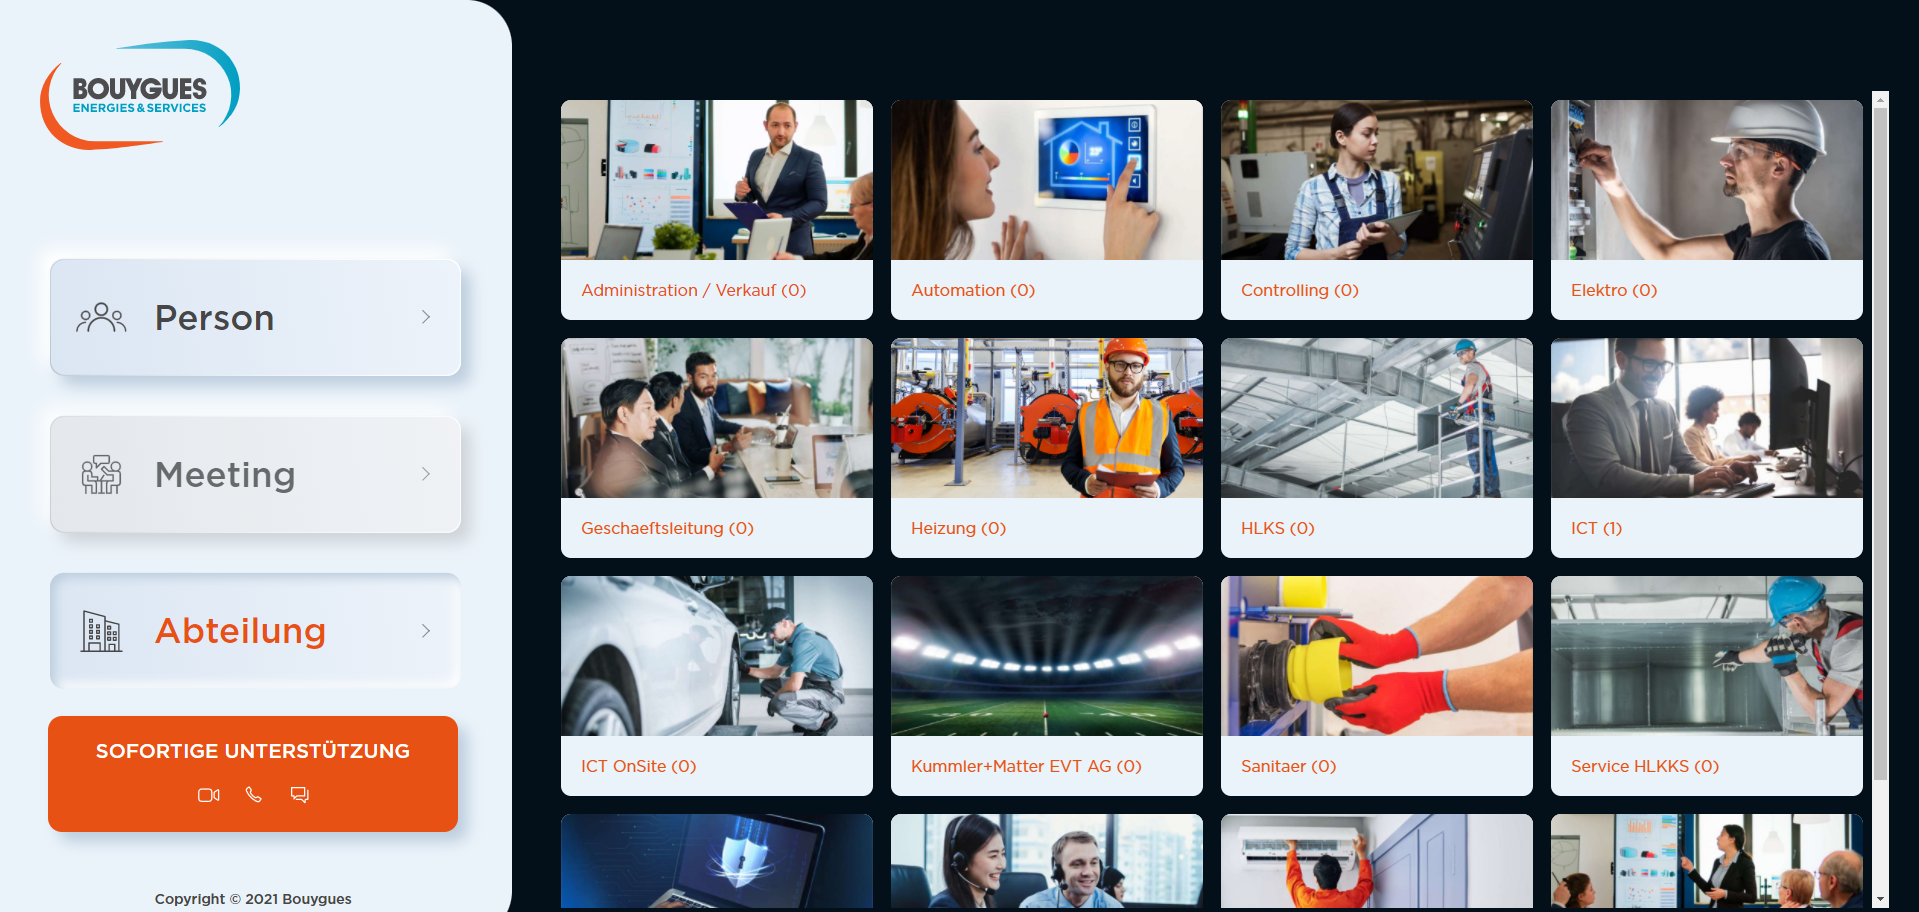 BOUYGUES
ENERGIES & SERVICES
Person
Meeting
Abteilung
SOFORTIGE UNTERSTÜTZUNG
Copyright © 2021 Bouygues
Administration / Verkauf (0)
Automation (0)
Controlling (0)
Elektro (0)
Geschaeftsleitung (0)
Heizung (0)
HLKS (0)
ICT (1)
ICT OnSite (0)
Kummler+Matter EVT AG (0)
Sanitaer (0)
Service HLKKS (0)